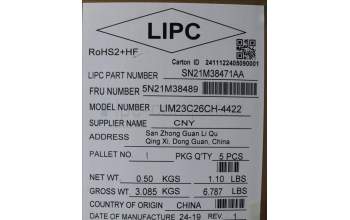 LIPC
RoHS2+HF
Carton ID 2411122405090001
LIPC PART NUMBER SN21M38471AA
FRU NUMBER 5N21M38489
MODEL NUMBER LIM23C26CH-4422
SUPPLIER NAME CNY
ADDRESS San Zhong Guan Li Qu
Qing Xi, Dong Guan, China
PALLET NO. 1 PKG Q'TY 5 PCS
NET WT. 0.50 KGS 1.10 LBS
GROSS WT. 3.085 KGS 6.787 LBS
COUNTRY OF ORIGIN CHINA
DATE OF MANUFACTURE 24-19 REV. 1